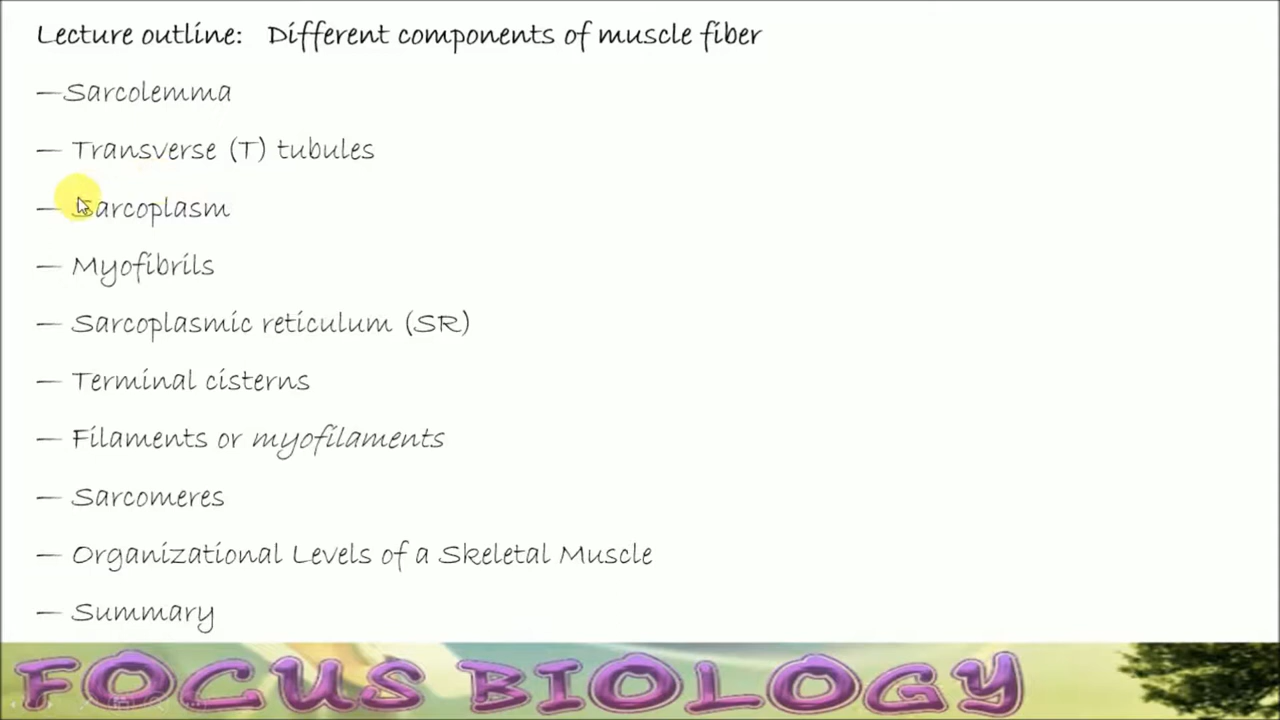 Lecture outline: Different components of muscle fiber
— Sarcolemma
— Transverse (T) tubules
— Sarcoplasm
— Myofibrils
— Sarcoplasmic reticulum (SR)
— Terminal cisterns
— Filaments or myofilaments
— Sarcomeres
— Organizational Levels of a Skeletal Muscle
— Summary
FOCUS BIOLOGY